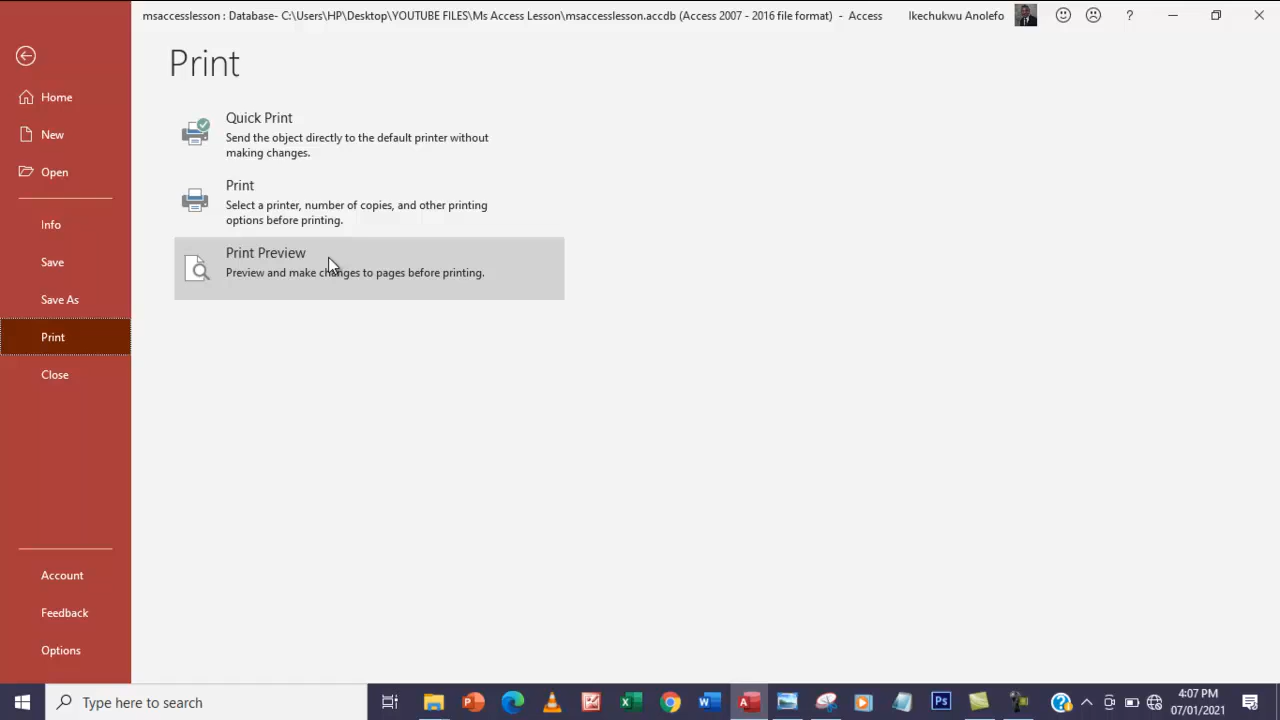 msaccesslesson : Database- C:\Users\HP\Desktop\YOUTUBE FILES\Ms Access Lesson\msaccesslesson.accdb (Access 2007 - 2016 file format) - Access
Ikechukwu Anolefo
?
Print
Home
New
Open
Info
Save
Save As
Print
Close
Account
Feedback
Options
Quick Print
Send the object directly to the default printer without
making changes.
Print
Select a printer, number of copies, and other printing
options before printing.
Print Preview
Preview and make changes to pages before printing.
Type here to search
4:07 PM
07/01/2021